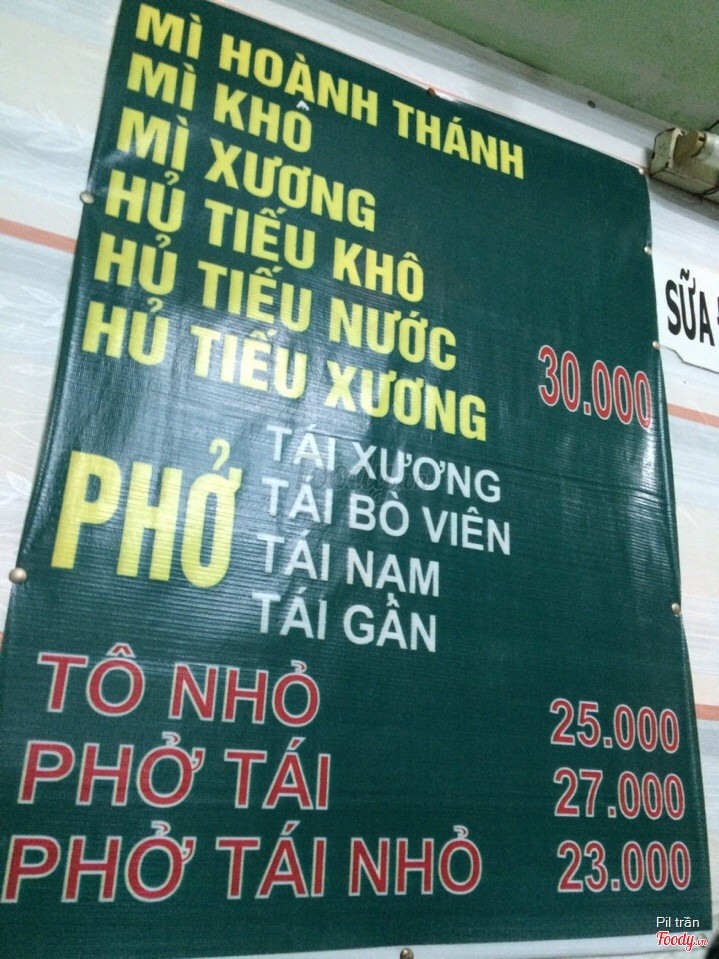 MÌ HOÀNH THÁNH
MÌ KHÔ
MÌ XƯƠNG
HỦ TIẾU KHÔ
HỦ TIẾU NƯỚC
HỦ TIẾU XƯƠNG 30.000
PHỞ
TÁI XƯƠNG
TÁI BÒ VIÊN
TÁI NẠM
TÁI GÂN
TÔ NHỎ 25.000
PHỞ TÁI 27.000
PHỞ TÁI NHỎ 23.000
SỮA
Pil trần
Foody.vn